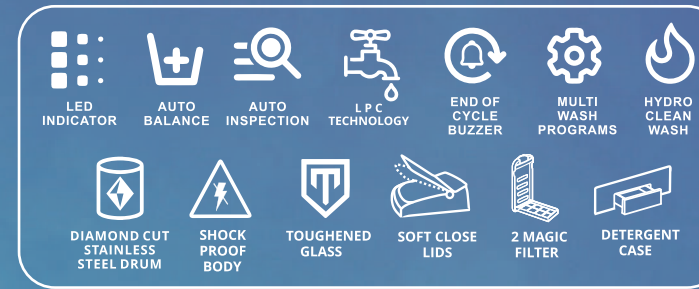 LED
INDICATOR
AUTO
BALANCE
AUTO
INSPECTION
L P C
TECHNOLOGY
END OF
CYCLE
BUZZER
MULTI
WASH
PROGRAMS
HYDRO
CLEAN
WASH
DIAMOND CUT
STAINLESS
STEEL DRUM
SHOCK
PROOF
BODY
TOUGHENED
GLASS
SOFT CLOSE
LIDS
2 MAGIC
FILTER
DETERGENT
CASE